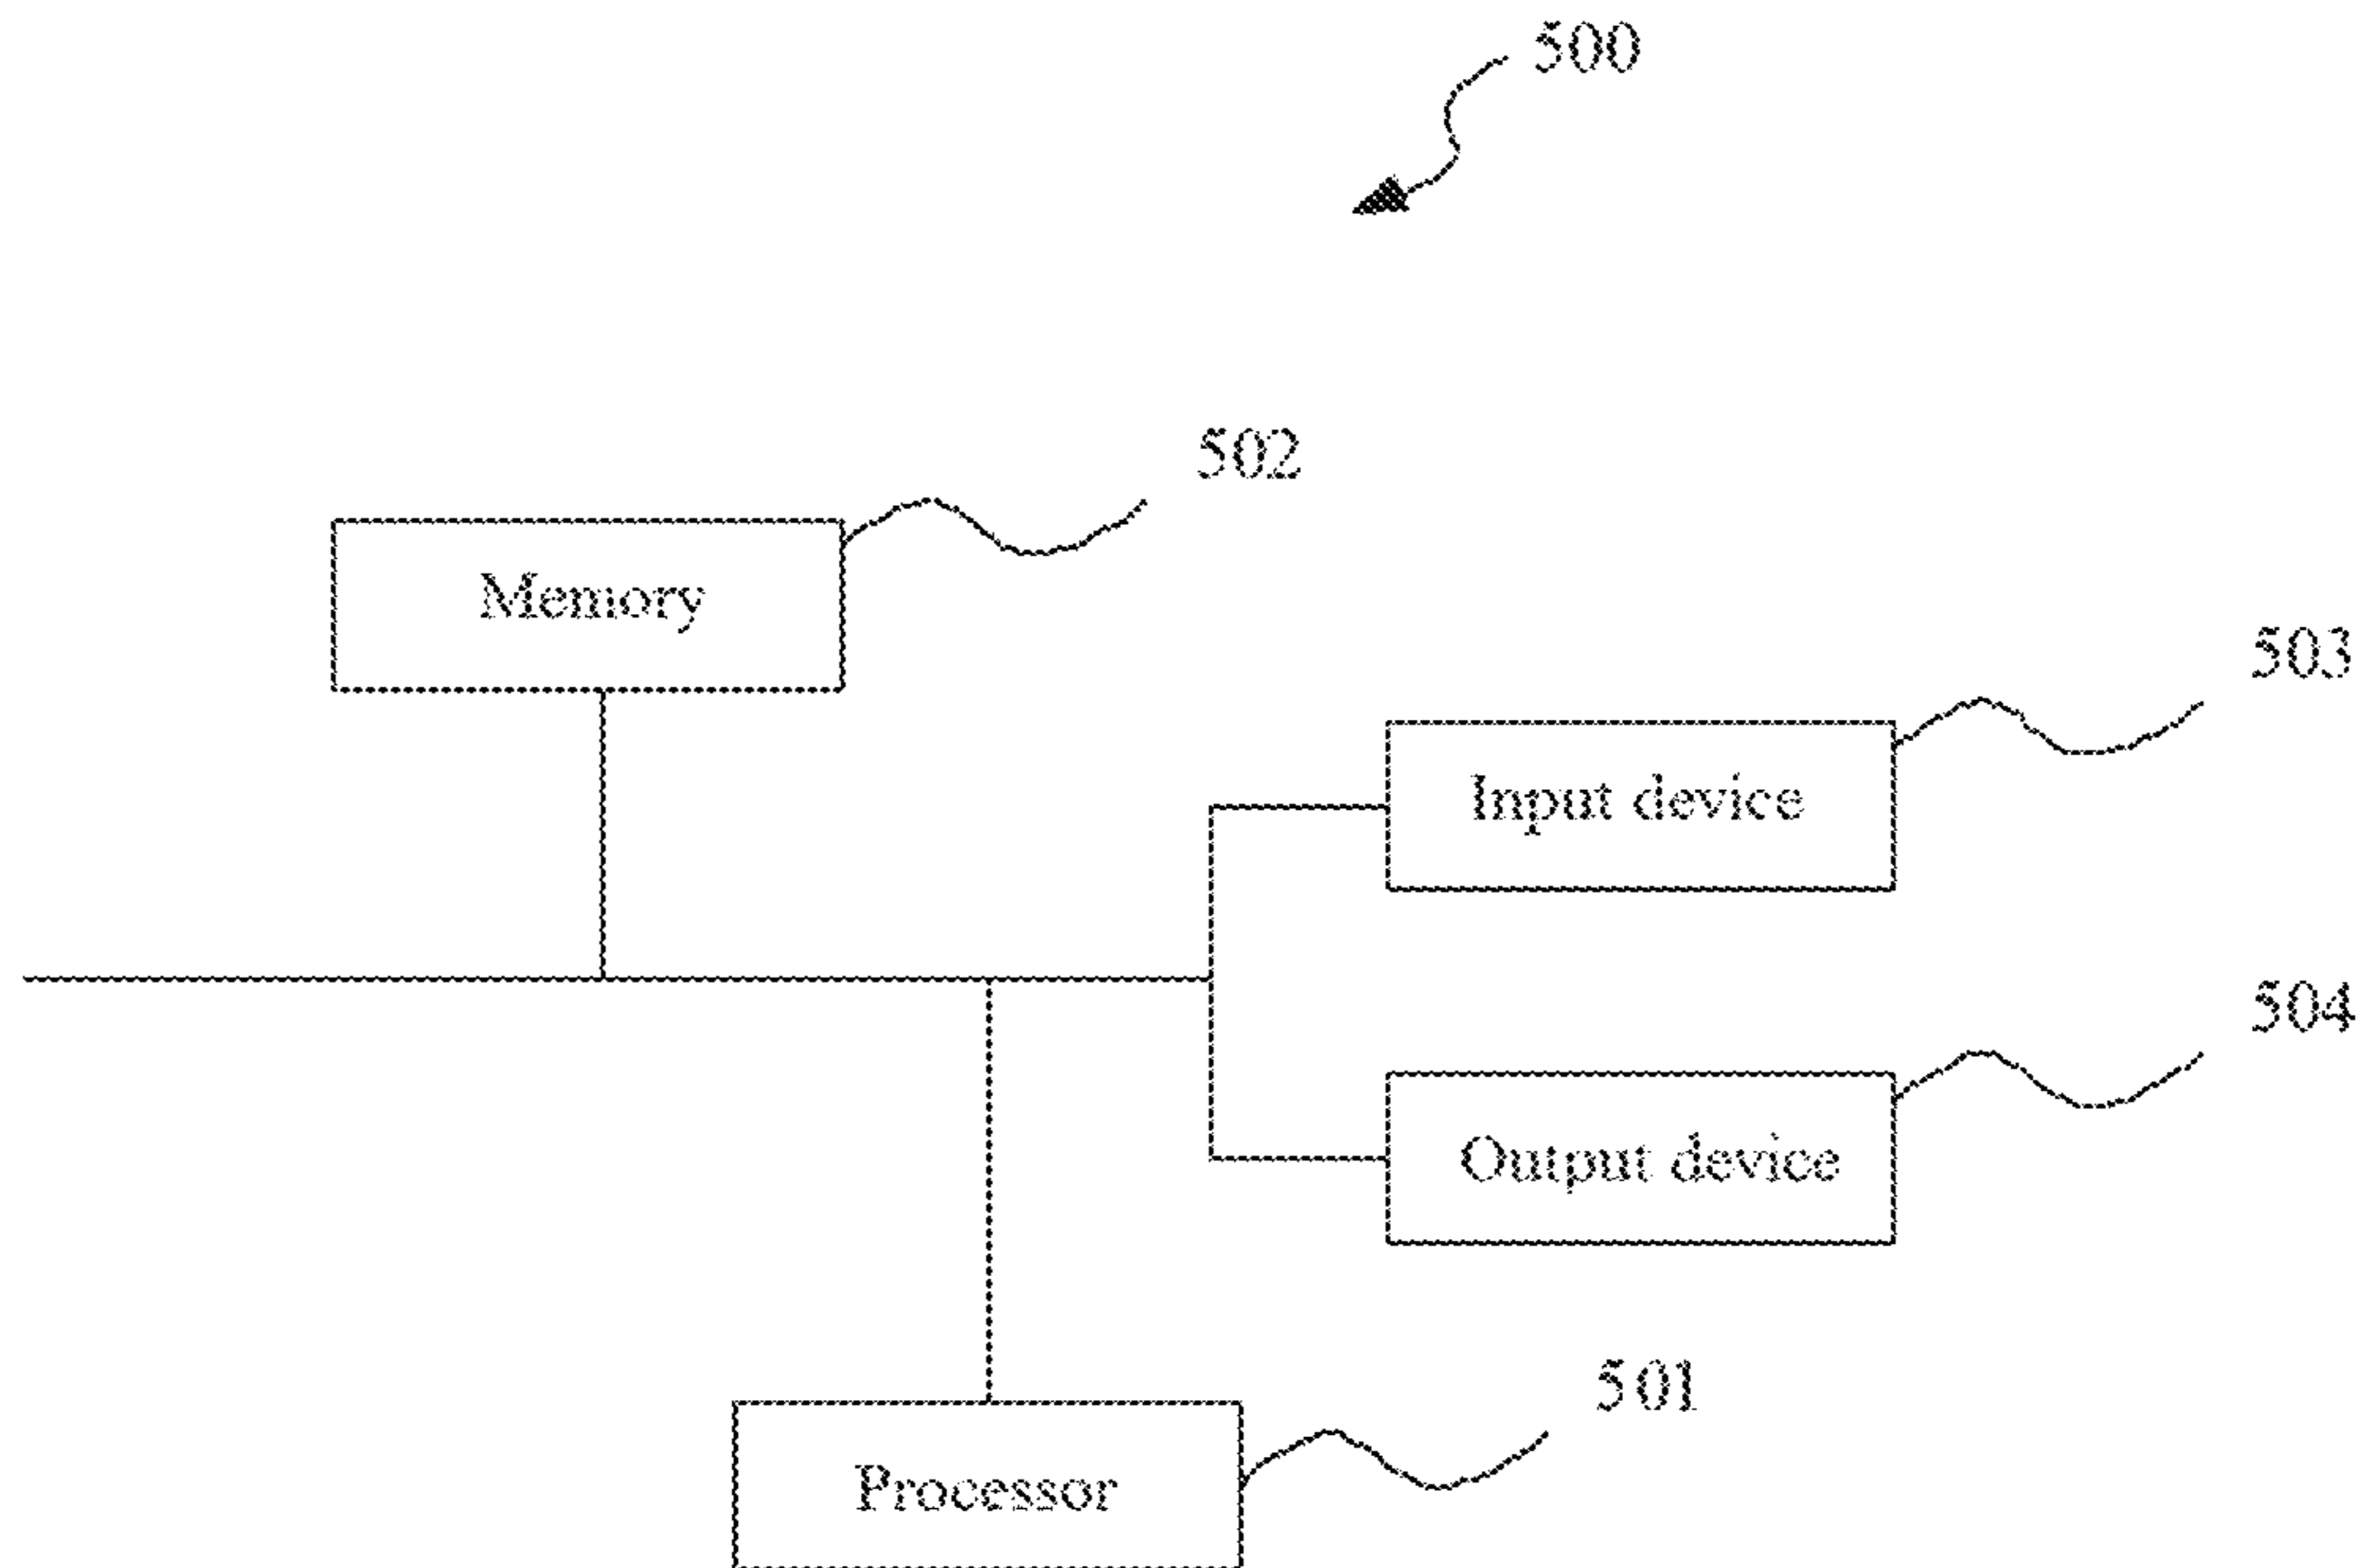 500
502
Memory
503
Input device
504
Output device
501
Processor